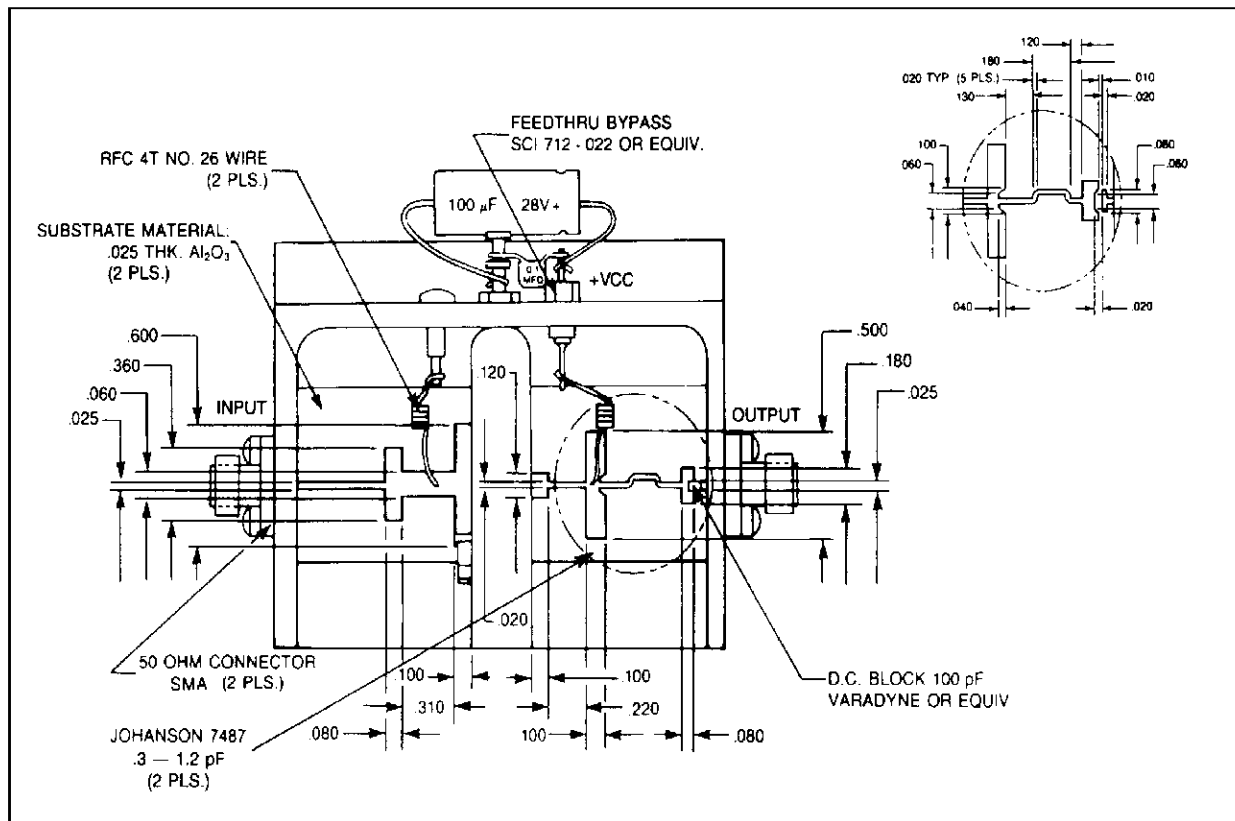 120
180
020 TYP (5 PLS.)
.010
130
.020
100
.080
060
.060
040
.020
FEEDTHRU BYPASS
SCI 712 - 022 OR EQUIV.
RFC 4T NO. 26 WIRE
(2 PLS.)
100 µF 28V +
SUBSTRATE MATERIAL:
.025 THK. Al₂O₃
(2 PLS.)
0.1
MFD
+VCC
.600
.360
.060
.025
INPUT
.120
OUTPUT
.500
.180
.025
.020
50 OHM CONNECTOR
SMA (2 PLS.)
.100
.100
.310
.220
.080
100
.080
D.C. BLOCK 100 pF
VARADYNE OR EQUIV
JOHANSON 7487
.3 — 1.2 pF
(2 PLS.)